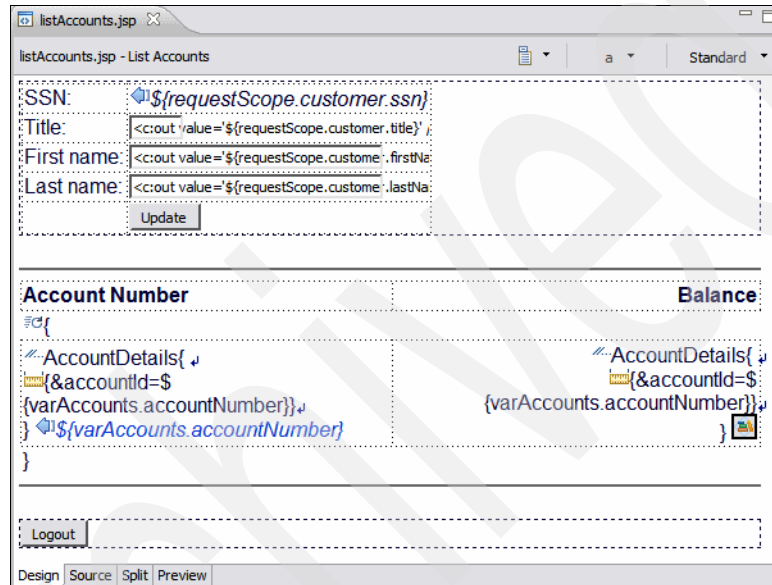 listAccounts.jsp
listAccounts.jsp - List Accounts a Standard
SSN: ${requestScope.customer.ssn}
Title: <c:out value='${requestScope.customer.title}' /
First name: <c:out value='${requestScope.customer.firstNa
Last name: <c:out value='${requestScope.customer.lastNa
Update
Account Number Balance
{
AccountDetails{ AccountDetails{
{&accountId=$ {&accountId=$
{varAccounts.accountNumber}} {varAccounts.accountNumber}}
} ${varAccounts.accountNumber} }
}
Logout
Design Source Split Preview